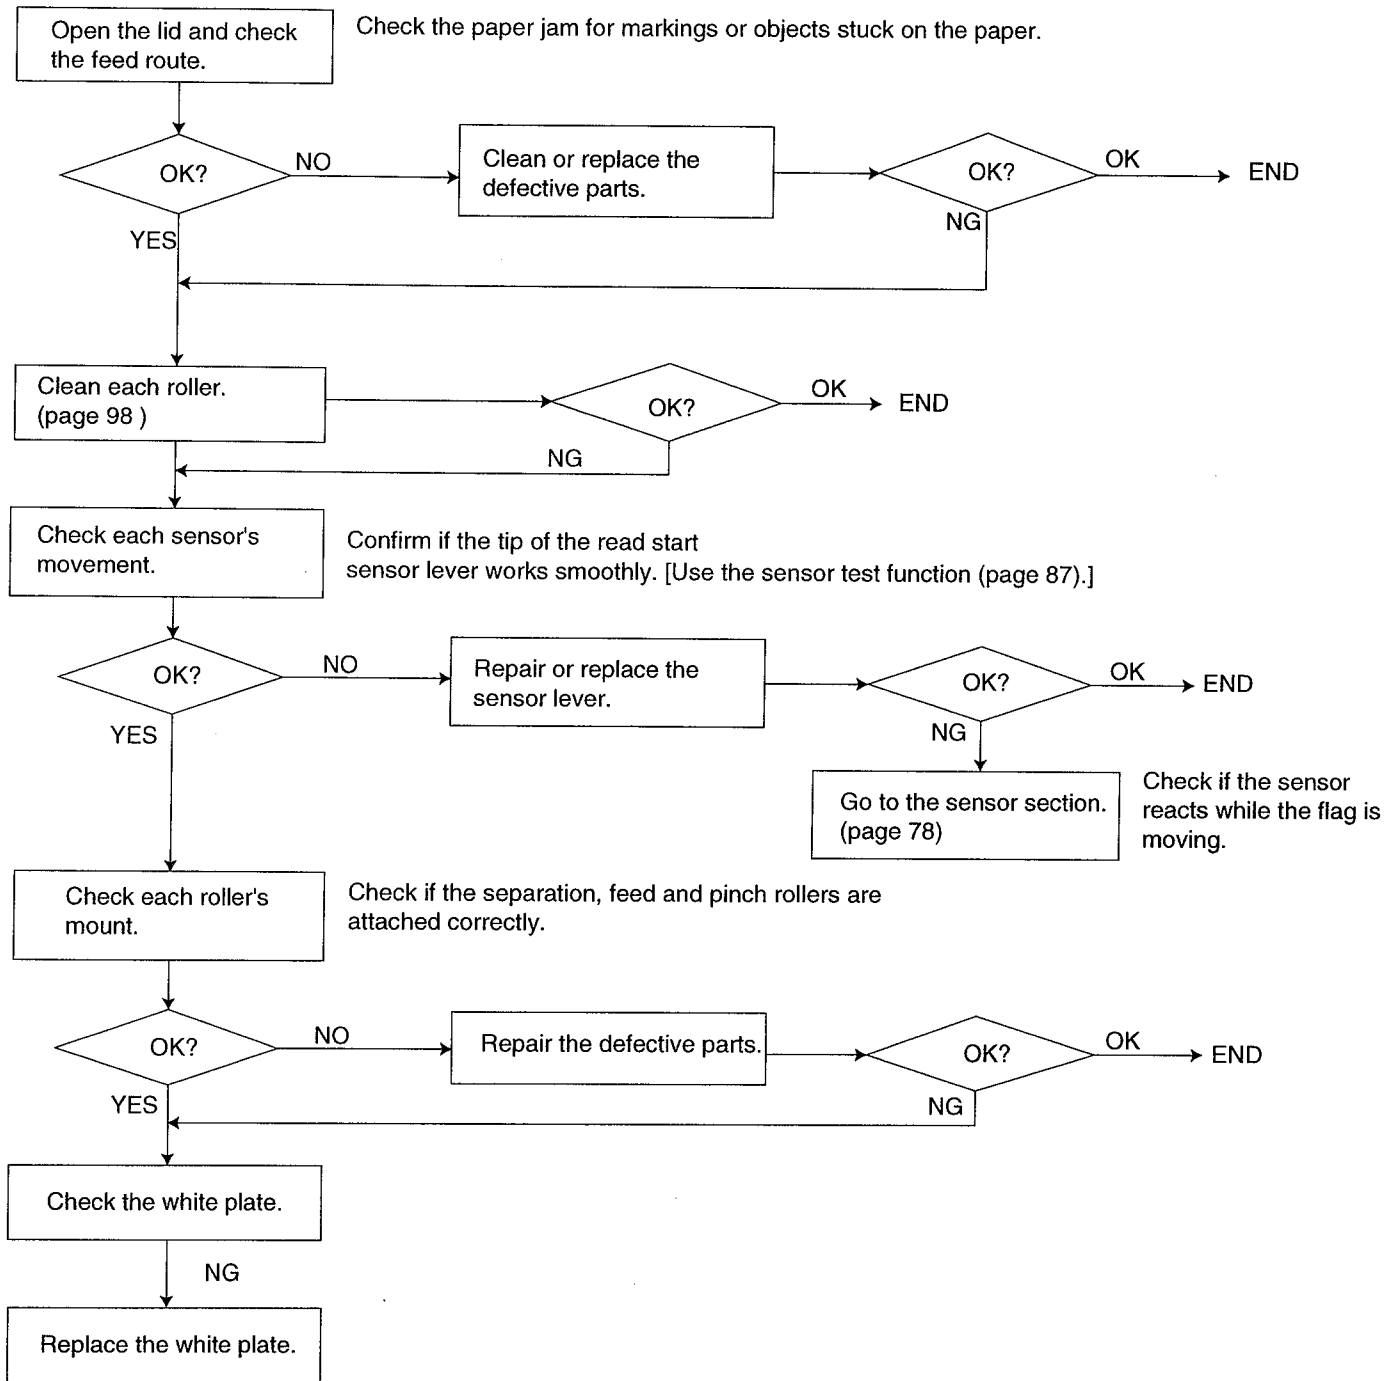 Open the lid and check
the feed route.
Check the paper jam for markings or objects stuck on the paper.
OK?
NO
Clean or replace the
defective parts.
OK?
OK
END
YES
NG
Clean each roller.
(page 98 )
OK?
OK
END
NG
Check each sensor's
movement.
Confirm if the tip of the read start
sensor lever works smoothly. [Use the sensor test function (page 87).]
OK?
NO
Repair or replace the
sensor lever.
OK?
OK
END
YES
NG
Go to the sensor section.
(page 78)
Check if the sensor
reacts while the flag is
moving.
Check each roller's
mount.
Check if the separation, feed and pinch rollers are
attached correctly.
OK?
NO
Repair the defective parts.
OK?
OK
END
YES
NG
Check the white plate.
NG
Replace the white plate.